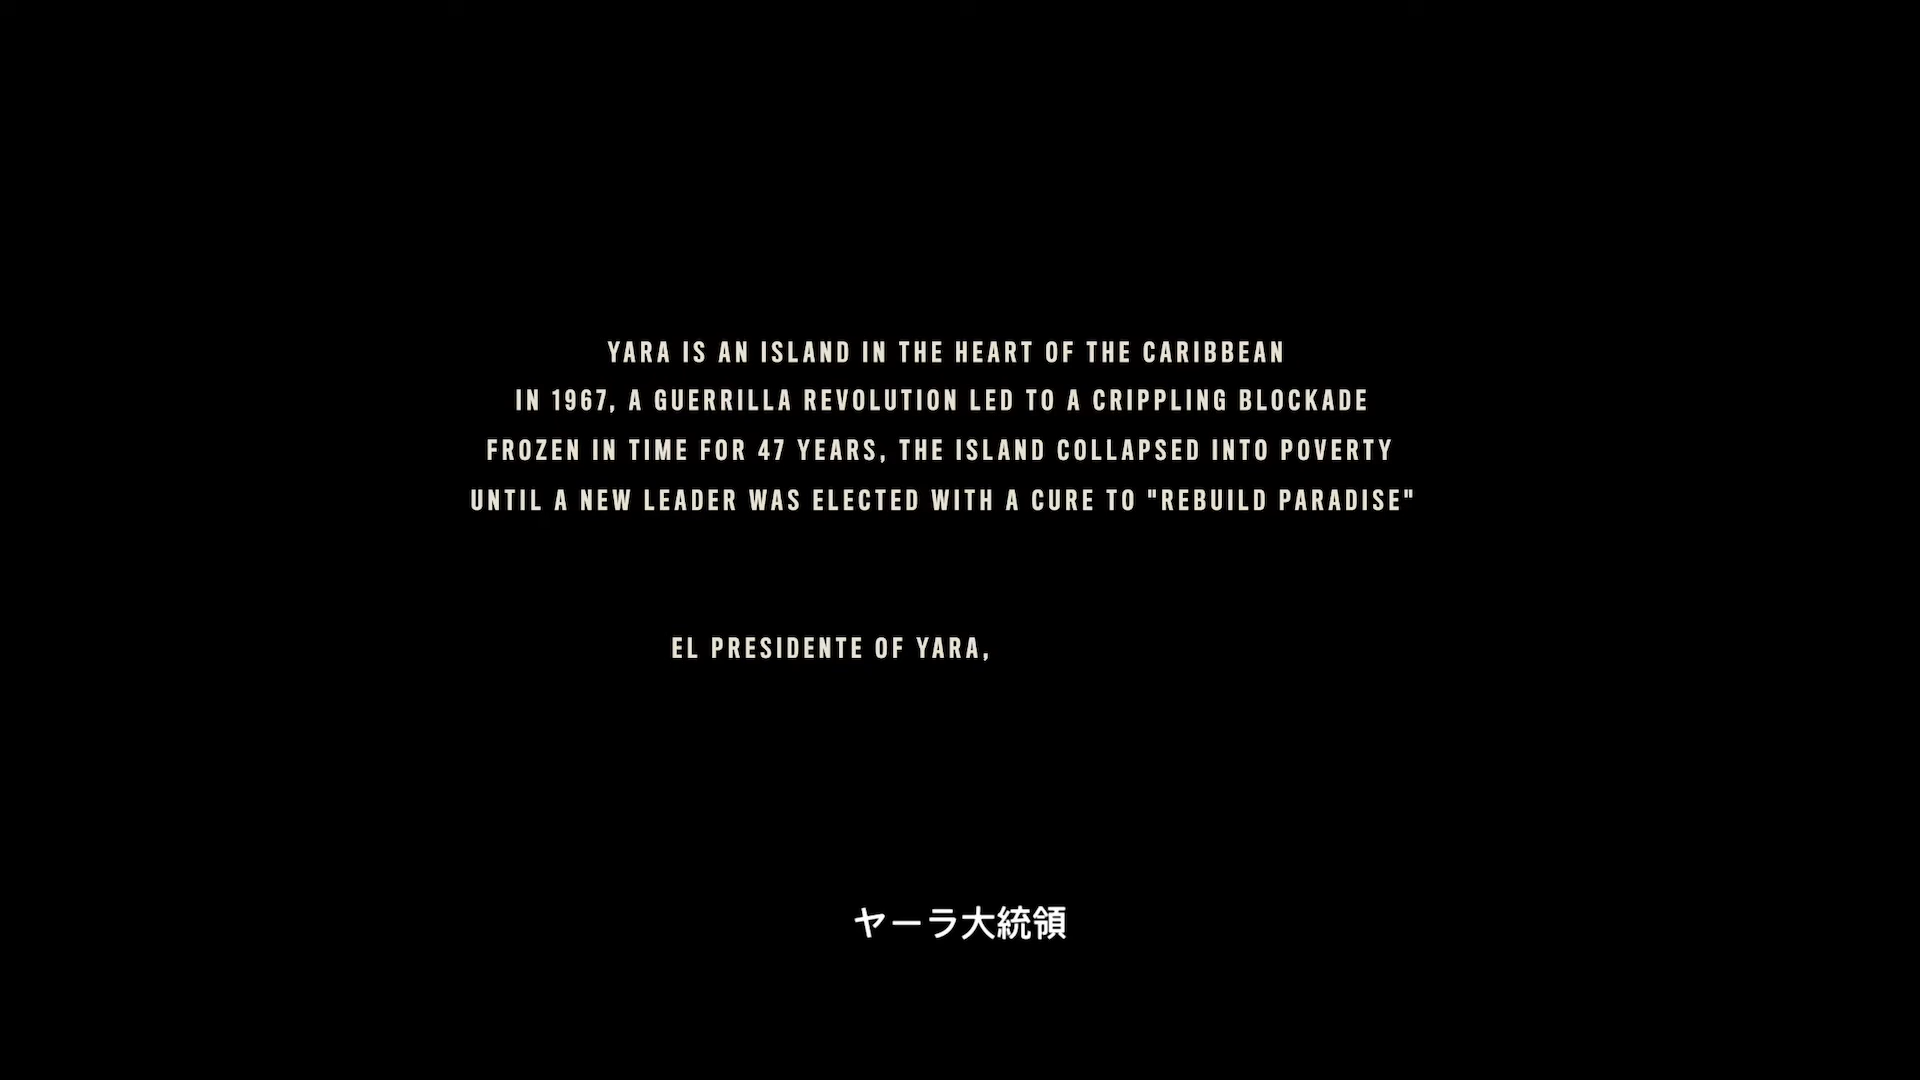 YARA IS AN ISLAND IN THE HEART OF THE CARIBBEAN
IN 1967, A GUERRILLA REVOLUTION LED TO A CRIPPLING BLOCKADE
FROZEN IN TIME FOR 47 YEARS, THE ISLAND COLLAPSED INTO POVERTY
UNTIL A NEW LEADER WAS ELECTED WITH A CURE TO "REBUILD PARADISE"
EL PRESIDENTE OF YARA,
ヤーラ大統領